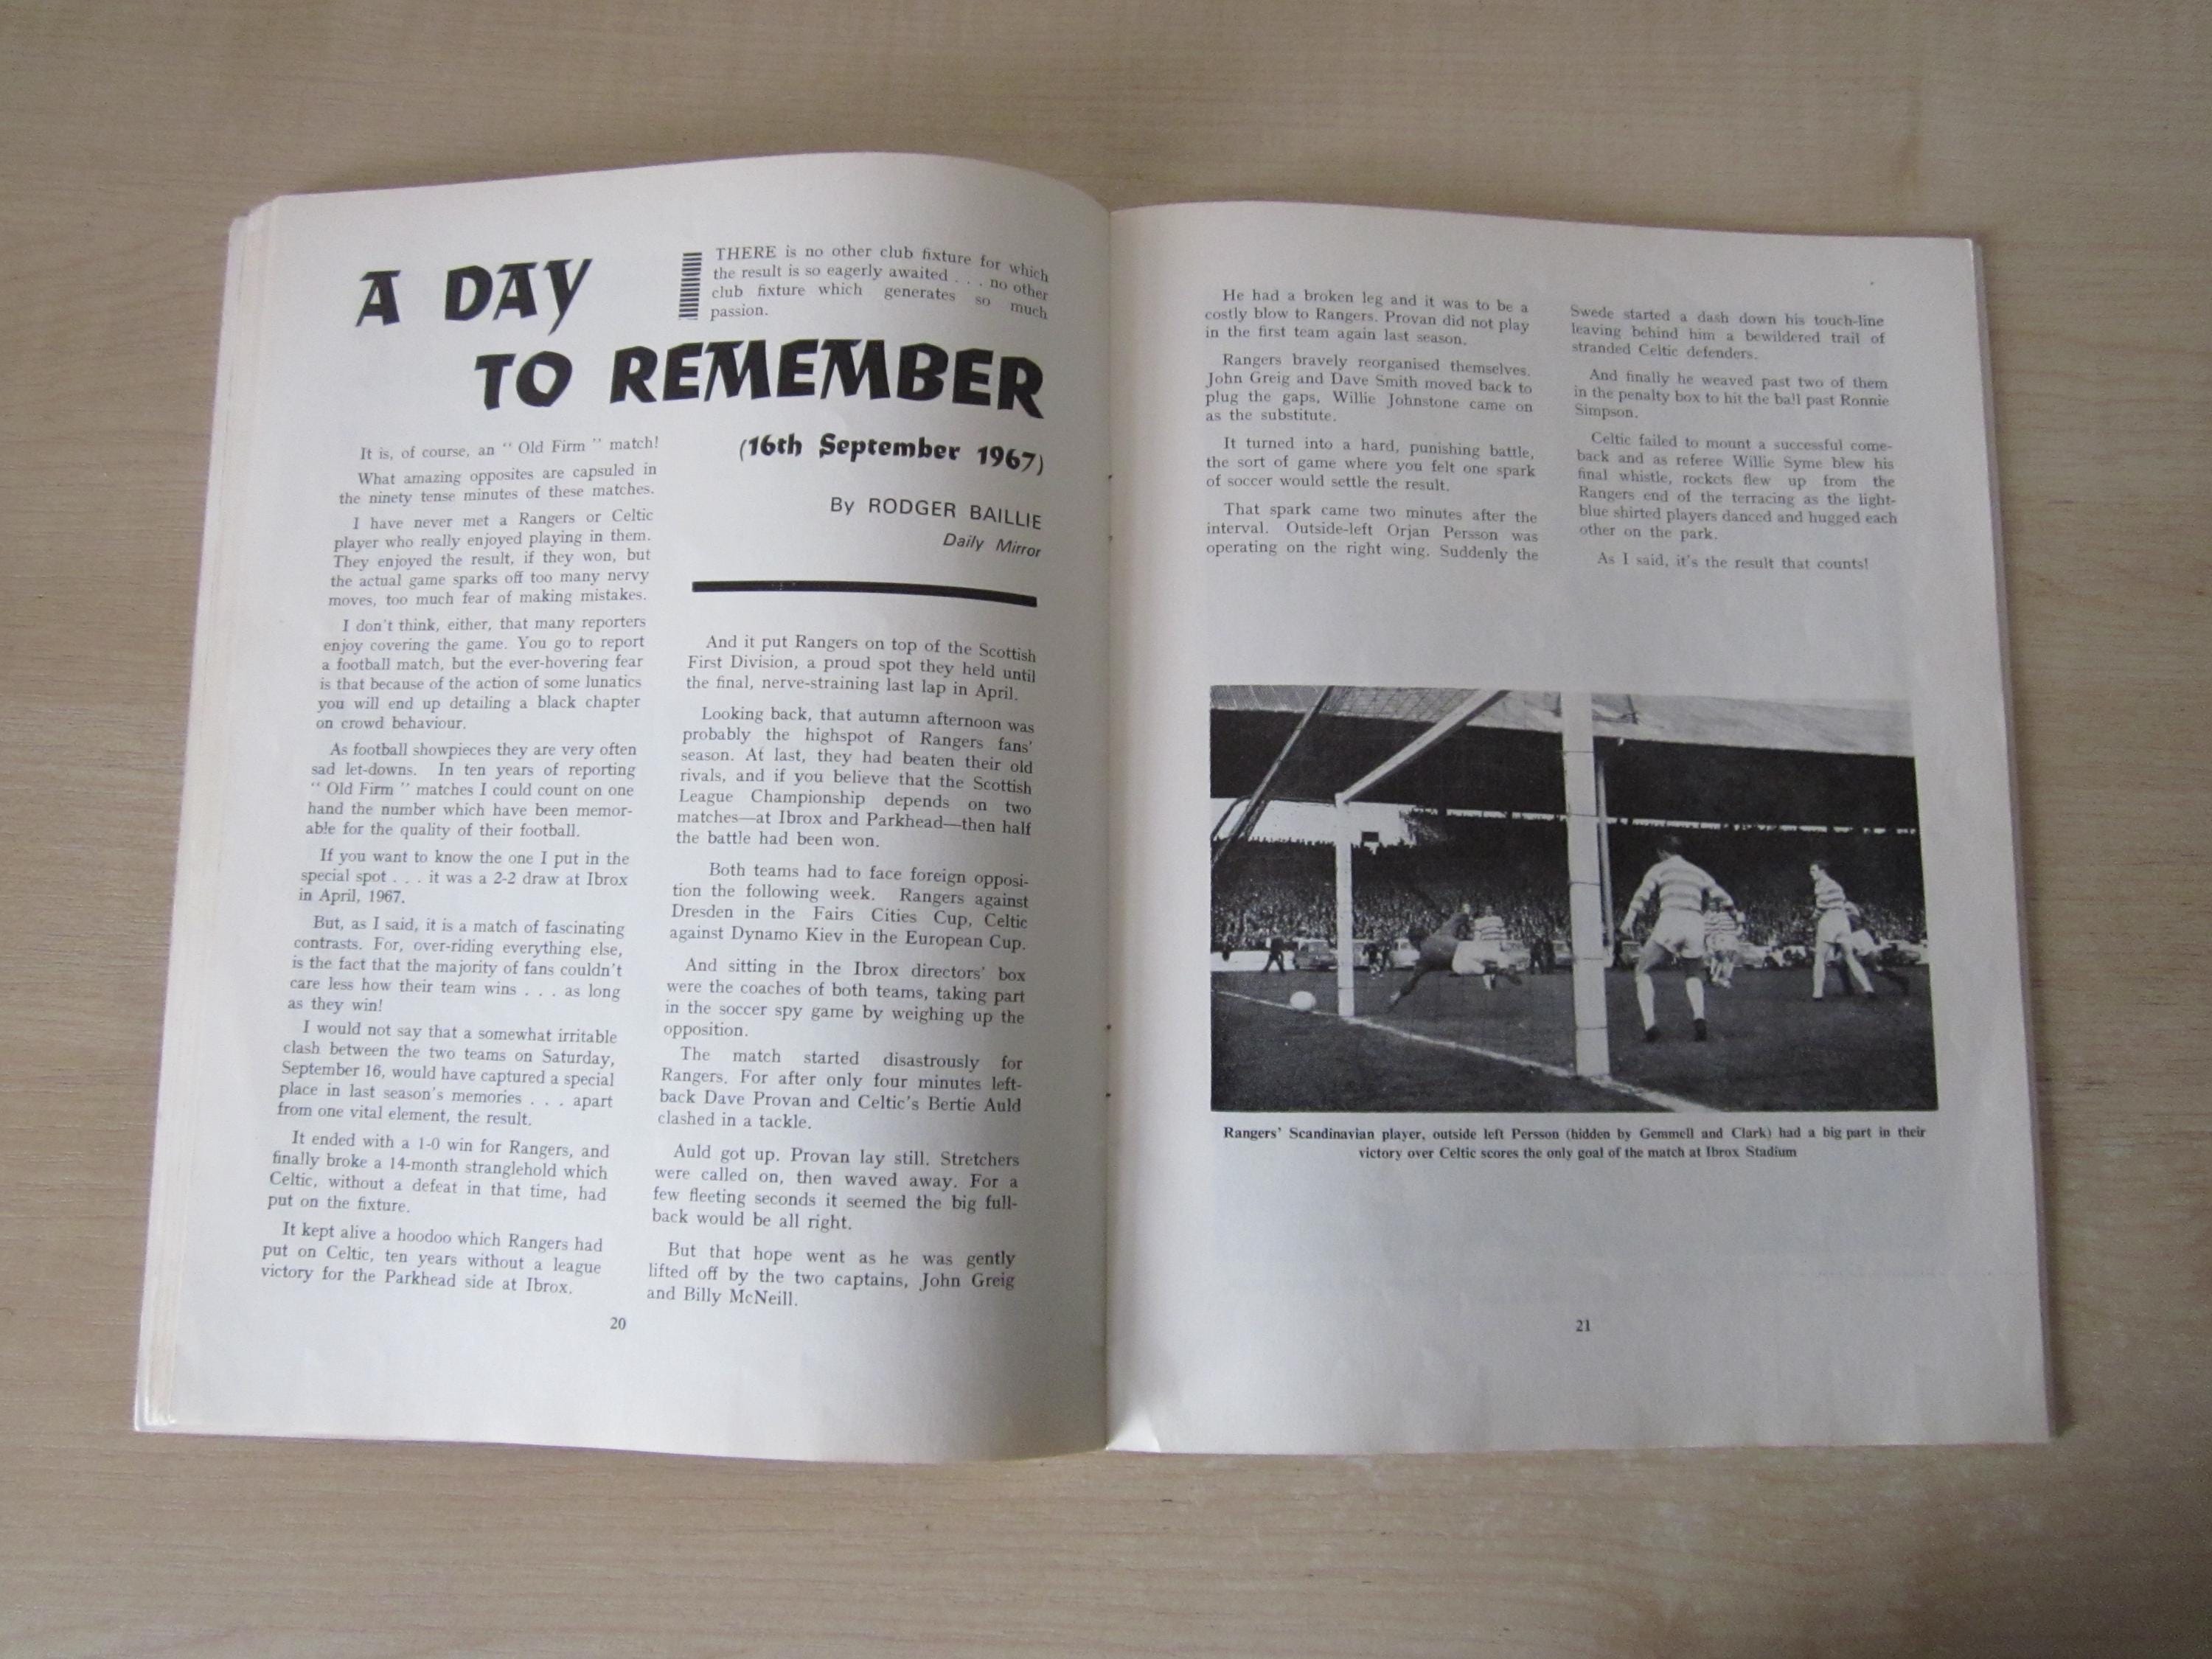 A DAY
TO REMEMBER
THERE is no other club fixture for which
the result is so eagerly awaited . . . no other
club fixture which generates so much
passion.
(16th September 1967)
By RODGER BAILLIE
Daily Mirror
It is, of course, an " Old Firm " match!
What amazing opposites are capsuled in
the ninety tense minutes of these matches.
I have never met a Rangers or Celtic
player who really enjoyed playing in them.
They enjoyed the result, if they won, but
the actual game sparks off too many nervy
moves, too much fear of making mistakes.
I don't think, either, that many reporters
enjoy covering the game. You go to report
a football match, but the ever-hovering fear
is that because of the action of some lunatics
you will end up detailing a black chapter
on crowd behaviour.
As football showpieces they are very often
sad let-downs. In ten years of reporting
" Old Firm " matches I could count on one
hand the number which have been memor-
able for the quality of their football.
If you want to know the one I put in the
special spot . . . it was a 2-2 draw at Ibrox
in April, 1967.
But, as I said, it is a match of fascinating
contrasts. For, over-riding everything else,
is the fact that the majority of fans couldn't
care less how their team wins . . . as long
as they win!
I would not say that a somewhat irritable
clash between the two teams on Saturday,
September 16, would have captured a special
place in last season's memories . . . apart
from one vital element, the result.
It ended with a 1-0 win for Rangers, and
finally broke a 14-month stranglehold which
Celtic, without a defeat in that time, had
put on the fixture.
It kept alive a hoodoo which Rangers had
put on Celtic, ten years without a league
victory for the Parkhead side at Ibrox.
And it put Rangers on top of the Scottish
First Division, a proud spot they held until
the final, nerve-straining last lap in April.
Looking back, that autumn afternoon was
probably the highspot of Rangers fans'
season. At last, they had beaten their old
rivals, and if you believe that the Scottish
League Championship depends on two
matches—at Ibrox and Parkhead—then half
the battle had been won.
Both teams had to face foreign opposi-
tion the following week. Rangers against
Dresden in the Fairs Cities Cup, Celtic
against Dynamo Kiev in the European Cup.
And sitting in the Ibrox directors' box
were the coaches of both teams, taking part
in the soccer spy game by weighing up the
opposition.
The match started disastrously for
Rangers. For after only four minutes left-
back Dave Provan and Celtic's Bertie Auld
clashed in a tackle.
Auld got up. Provan lay still. Stretchers
were called on, then waved away. For a
few fleeting seconds it seemed the big full-
back would be all right.
But that hope went as he was gently
lifted off by the two captains, John Greig
and Billy McNeill.
20
He had a broken leg and it was to be a
costly blow to Rangers. Provan did not play
in the first team again last season.
Rangers bravely reorganised themselves.
John Greig and Dave Smith moved back to
plug the gaps, Willie Johnstone came on
as the substitute.
It turned into a hard, punishing battle,
the sort of game where you felt one spark
of soccer would settle the result.
That spark came two minutes after the
interval. Outside-left Orjan Persson was
operating on the right wing. Suddenly the
Swede started a dash down his touch-line
leaving behind him a bewildered trail of
stranded Celtic defenders.
And finally he weaved past two of them
in the penalty box to hit the ball past Ronnie
Simpson.
Celtic failed to mount a successful come-
back and as referee Willie Syme blew his
final whistle, rockets flew up from the
Rangers end of the terracing as the light-
blue shirted players danced and hugged each
other on the park.
As I said, it's the result that counts!
Rangers' Scandinavian player, outside left Persson (hidden by Gemmell and Clark) had a big part in their
victory over Celtic scores the only goal of the match at Ibrox Stadium
21